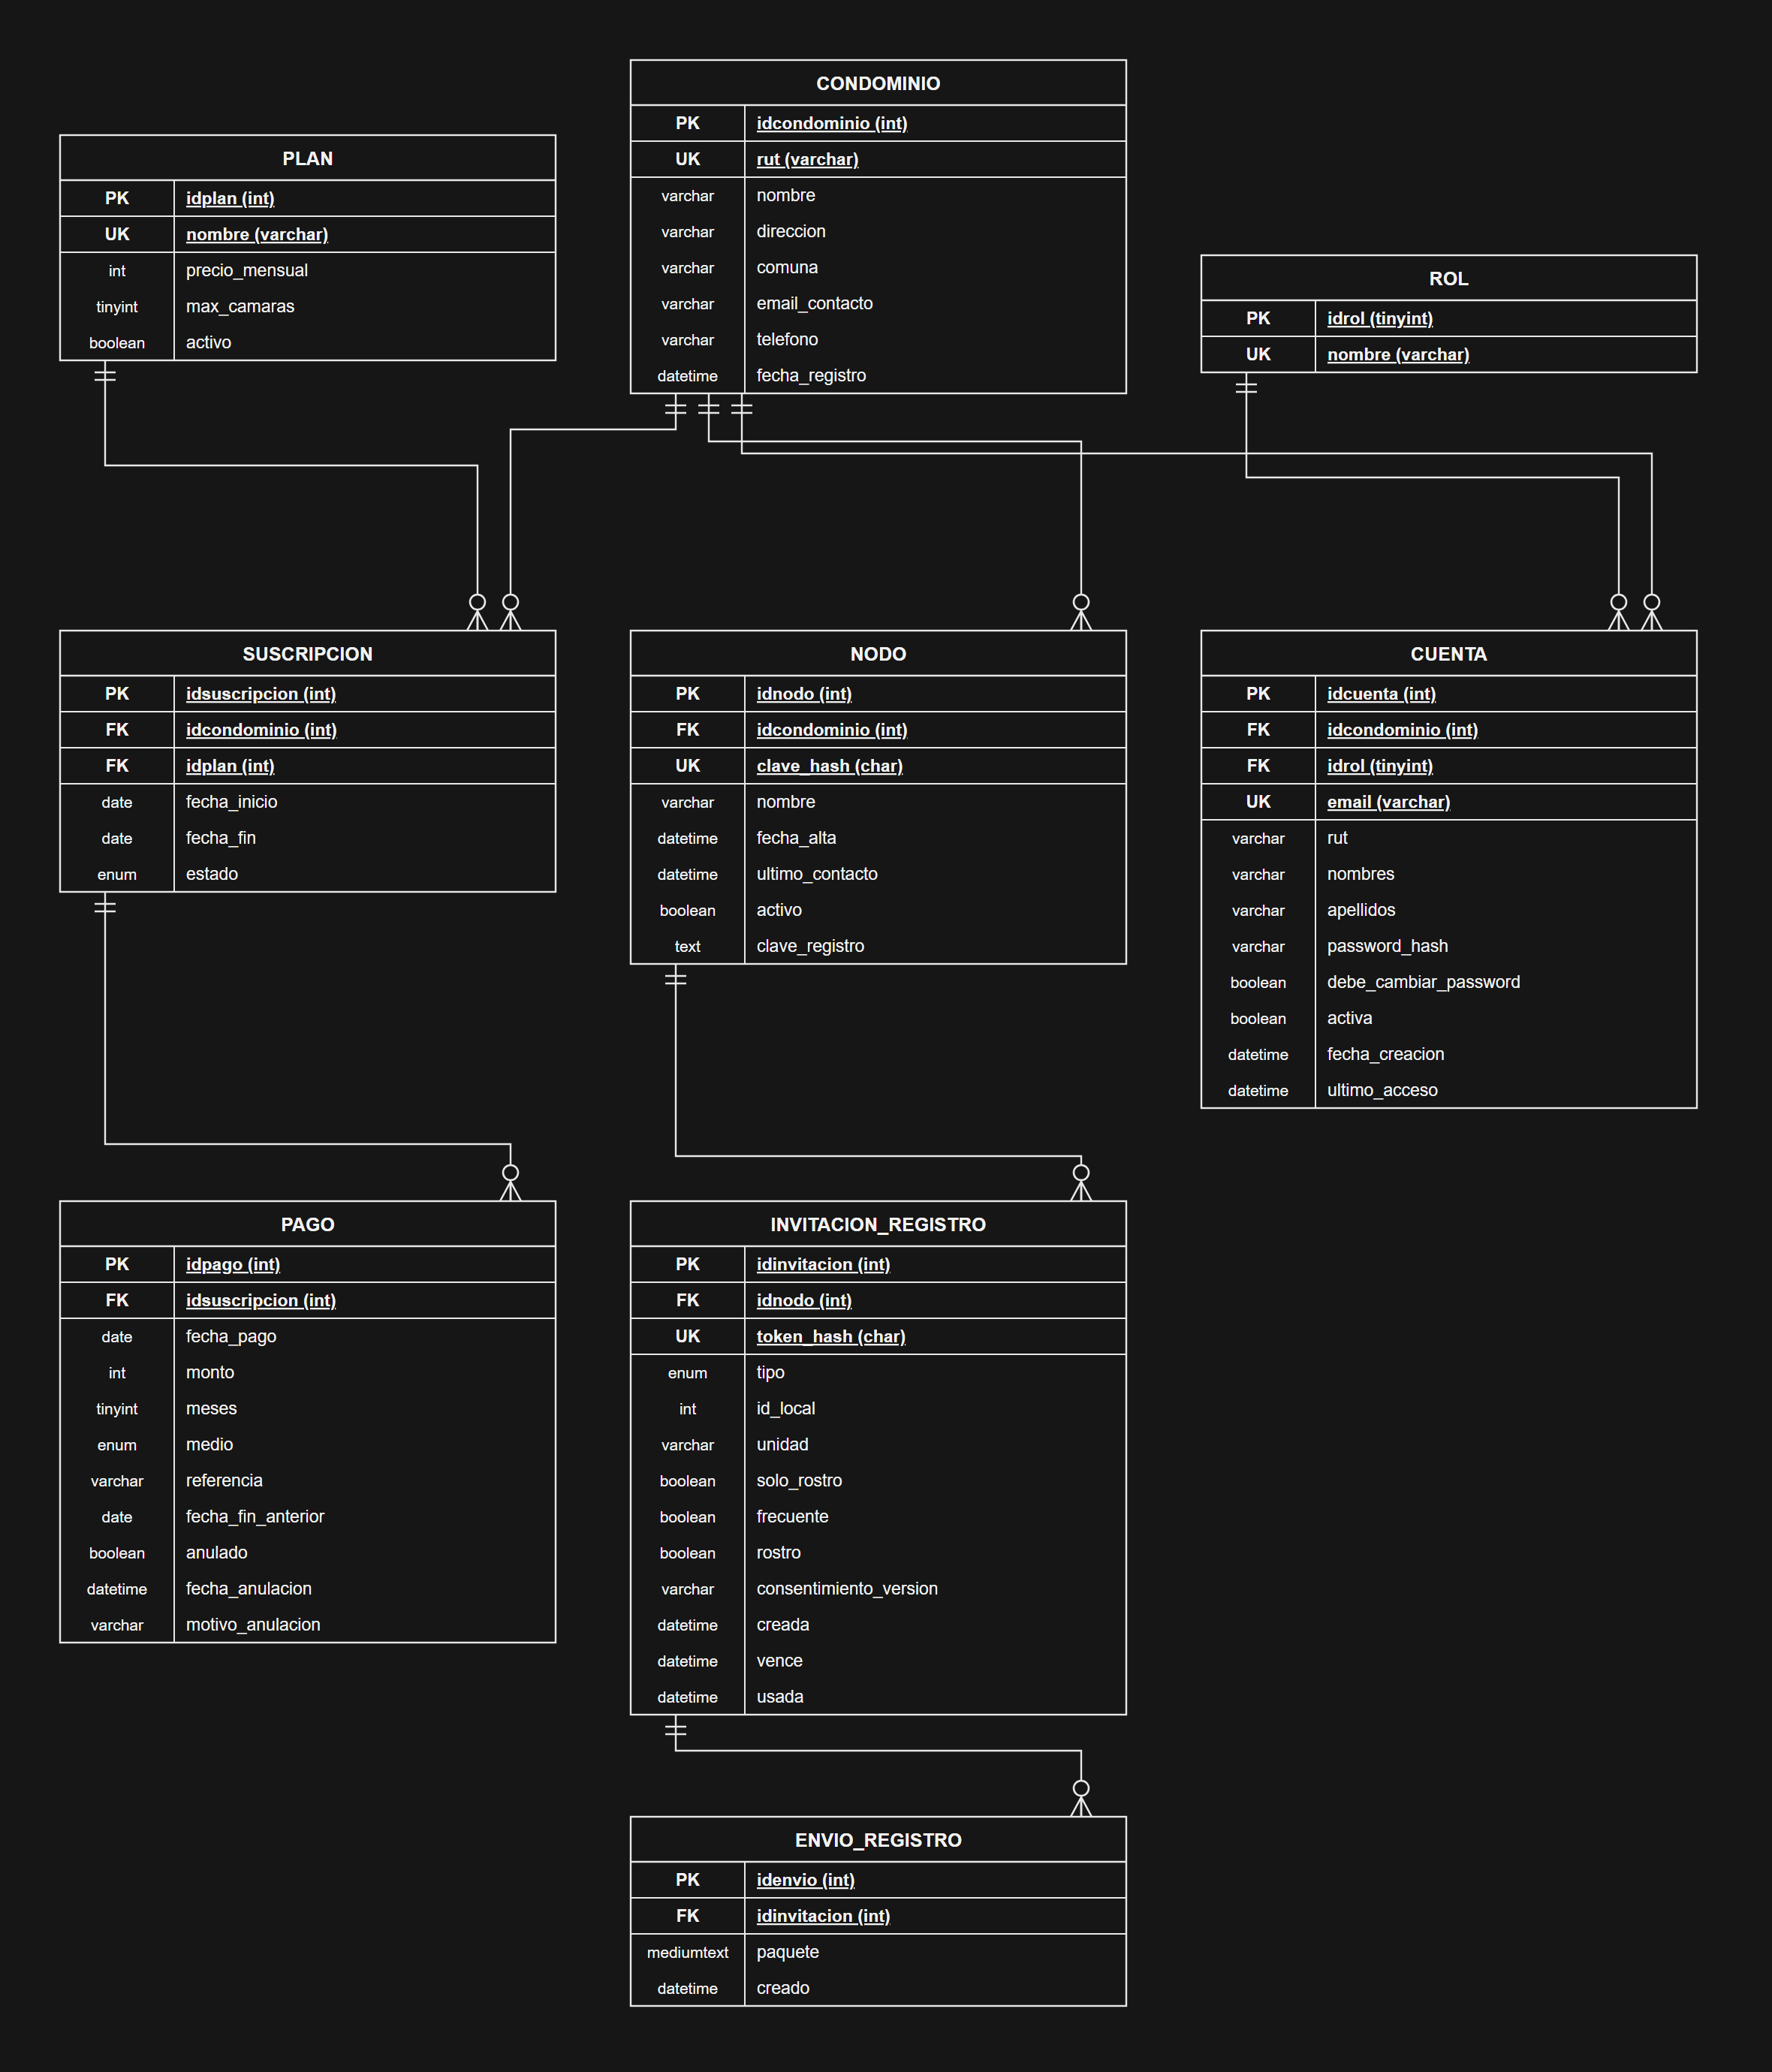 CONDOMINIO
PK idcondominio (int)
UK rut (varchar)
varchar nombre
varchar direccion
varchar comuna
varchar email_contacto
varchar telefono
datetime fecha_registro
PLAN
PK idplan (int)
UK nombre (varchar)
int precio_mensual
tinyint max_camaras
boolean activo
ROL
PK idrol (tinyint)
UK nombre (varchar)
SUSCRIPCION
PK idsuscripcion (int)
FK idcondominio (int)
FK idplan (int)
date fecha_inicio
date fecha_fin
enum estado
NODO
PK idnodo (int)
FK idcondominio (int)
UK clave_hash (char)
varchar nombre
datetime fecha_alta
datetime ultimo_contacto
boolean activo
text clave_registro
CUENTA
PK idcuenta (int)
FK idcondominio (int)
FK idrol (tinyint)
UK email (varchar)
varchar rut
varchar nombres
varchar apellidos
varchar password_hash
boolean debe_cambiar_password
boolean activa
datetime fecha_creacion
datetime ultimo_acceso
PAGO
PK idpago (int)
FK idsuscripcion (int)
date fecha_pago
int monto
tinyint meses
enum medio
varchar referencia
date fecha_fin_anterior
boolean anulado
datetime fecha_anulacion
varchar motivo_anulacion
INVITACION_REGISTRO
PK idinvitacion (int)
FK idnodo (int)
UK token_hash (char)
enum tipo
int id_local
varchar unidad
boolean solo_rostro
boolean frecuente
boolean rostro
varchar consentimiento_version
datetime creada
datetime vence
datetime usada
ENVIO_REGISTRO
PK idenvio (int)
FK idinvitacion (int)
mediumtext paquete
datetime creado